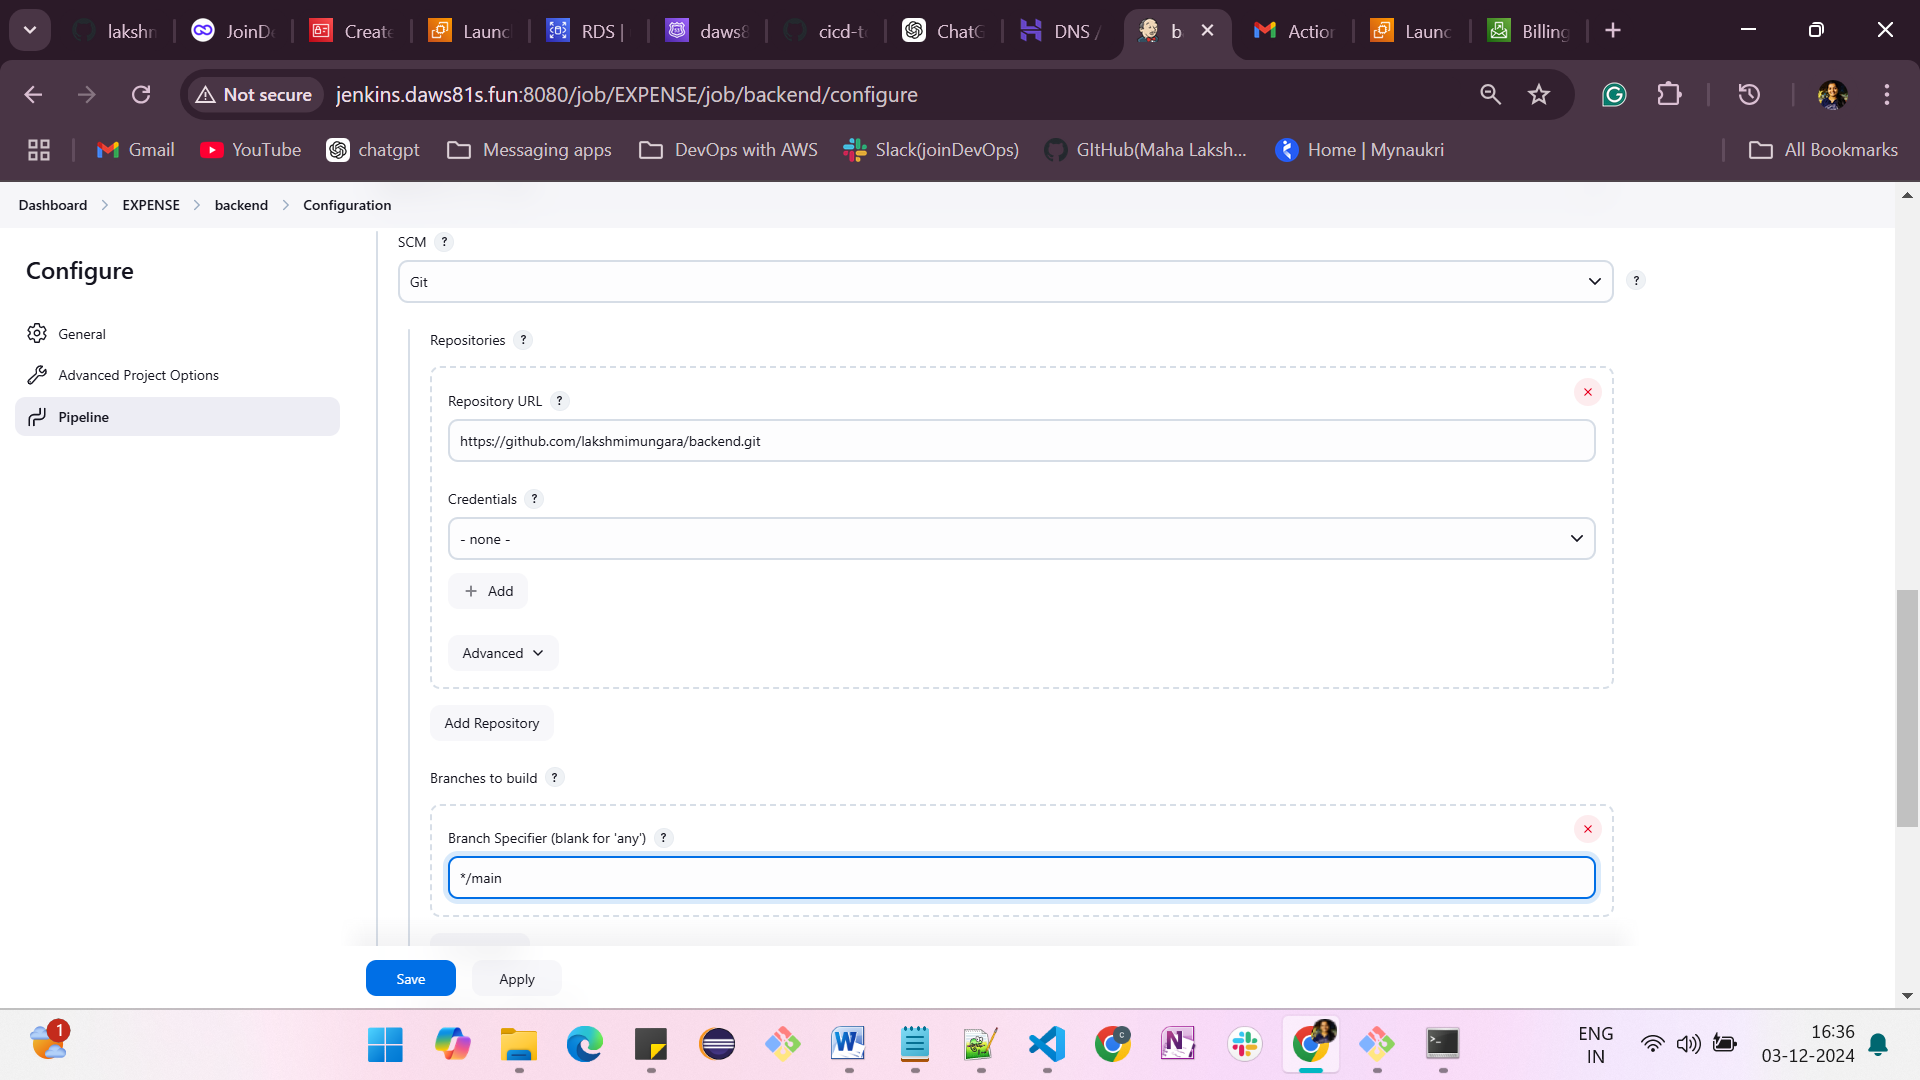 lakshn
JoinDe
Create
Launc
RDS |
daws8
cicd-t
ChatG
DNS /
b
Action
Launc
Billing
Not secure
jenkins.daws81s.fun:8080/job/EXPENSE/job/backend/configure
Gmail
YouTube
chatgpt
Messaging apps
DevOps with AWS
Slack(joinDevOps)
GItHub(Maha Laksh...
Home | Mynaukri
All Bookmarks
Dashboard
EXPENSE
backend
Configuration
Configure
General
Advanced Project Options
Pipeline
SCM ?
Git
?
Repositories ?
Repository URL ?
https://github.com/lakshmimungara/backend.git
Credentials ?
- none -
+ Add
Advanced
Add Repository
Branches to build ?
Branch Specifier (blank for 'any') ?
*/main
Save
Apply
1
ENG
IN
16:36
03-12-2024